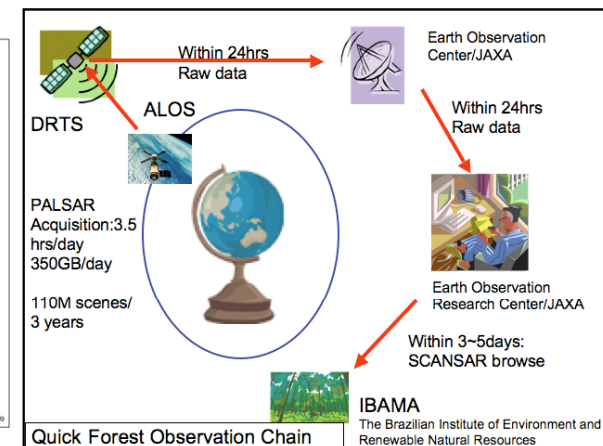 Within 24hrs
Raw data
Earth Observation
Center/JAXA
ALOS
DRTS
Within 24hrs
Raw data
PALSAR
Acquisition:3.5
hrs/day
350GB/day
110M scenes/
3 years
Earth Observation
Research Center/JAXA
Within 3~5days:
SCANSAR browse
IBAMA
The Brazilian Institute of Environment and
Renewable Natural Resources
Quick Forest Observation Chain